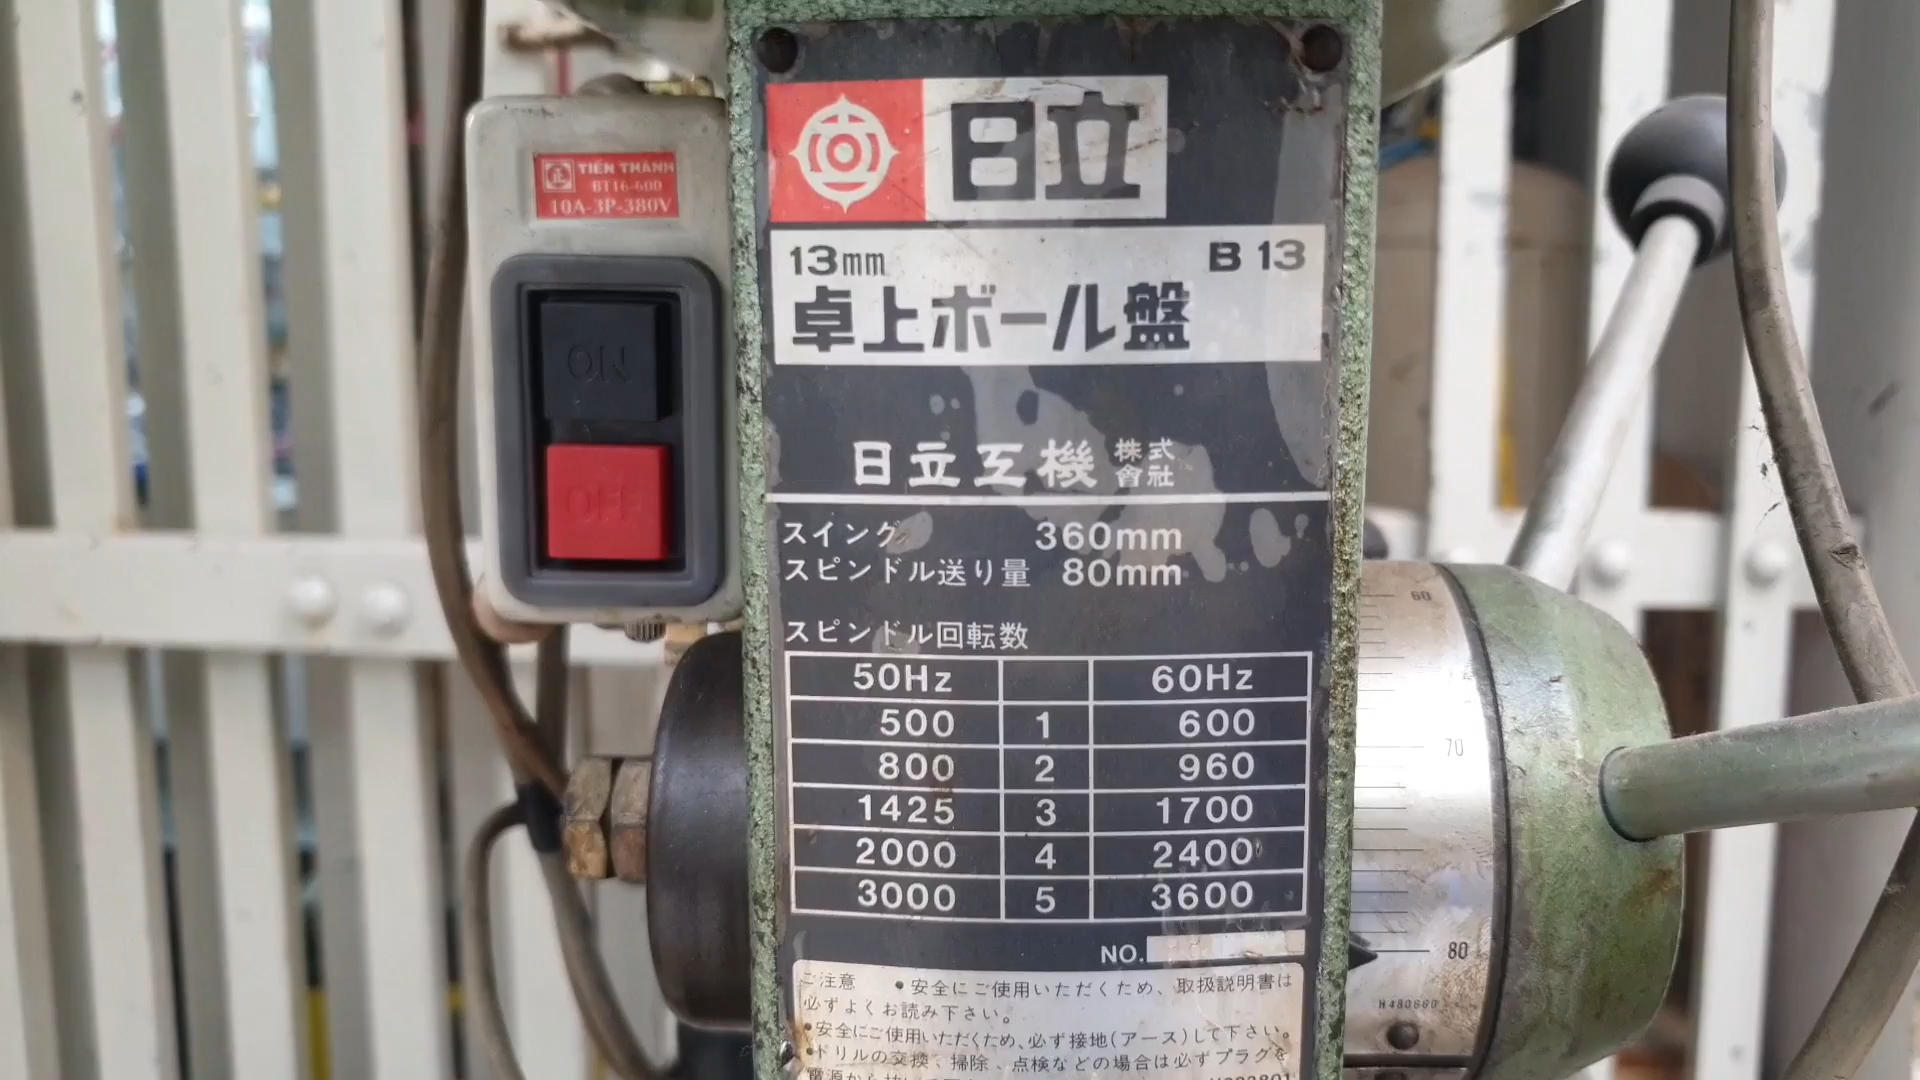 TIẾN THÀNH
BT16-600
10A-3P-380V
ON
OFF
日立
13mm B 13
卓上ボール盤
日立工機 株式會社
スイング 360mm
スピンドル送り量 80mm
スピンドル回転数
50Hz 60Hz
500 1 600
800 2 960
1425 3 1700
2000 4 2400
3000 5 3600
NO.
ご注意 ●安全にご使用いただくため、取扱説明書は
必ずよくお読み下さい。
●安全にご使用いただくため、必ず接地(アース)して下さい。
●ドリルの交換、掃除、点検などの場合は必ずプラグを
電源から
60
70
80
H480660